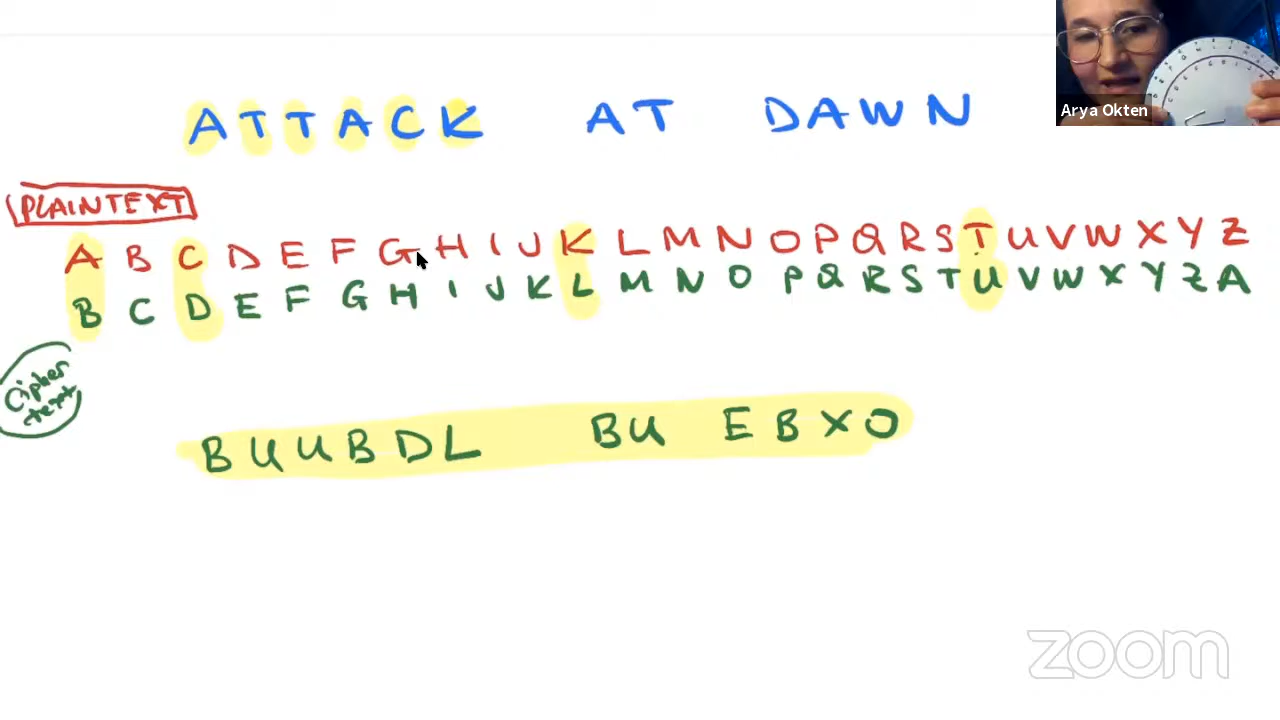 ATTACK AT DAWN
Arya Okten
PLAINTEXT
A B C D E F G H I J K L M N O P Q R S T U V W X Y Z
B C D E F G H I J K L M N O P Q R S T U V W X Y Z A
Cipher
text
BUUBDL BU EBXO
zoom